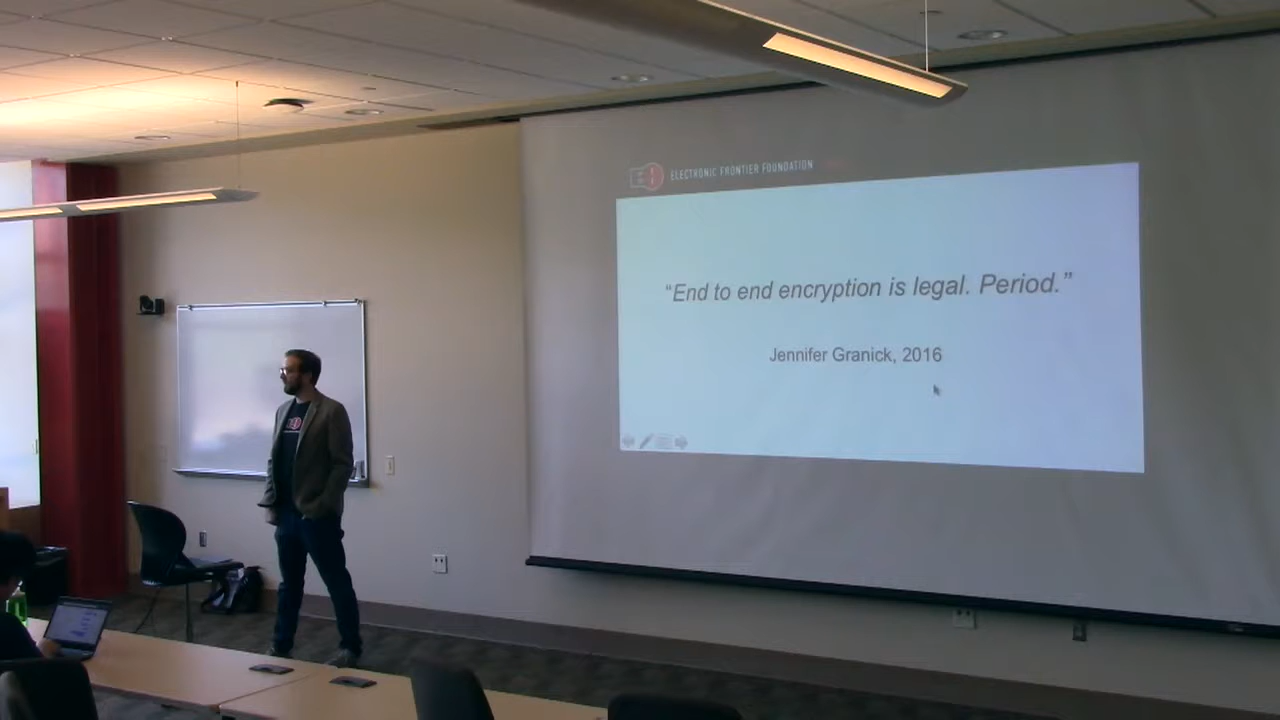 ELECTRONIC FRONTIER FOUNDATION
“End to end encryption is legal. Period.”
Jennifer Granick, 2016